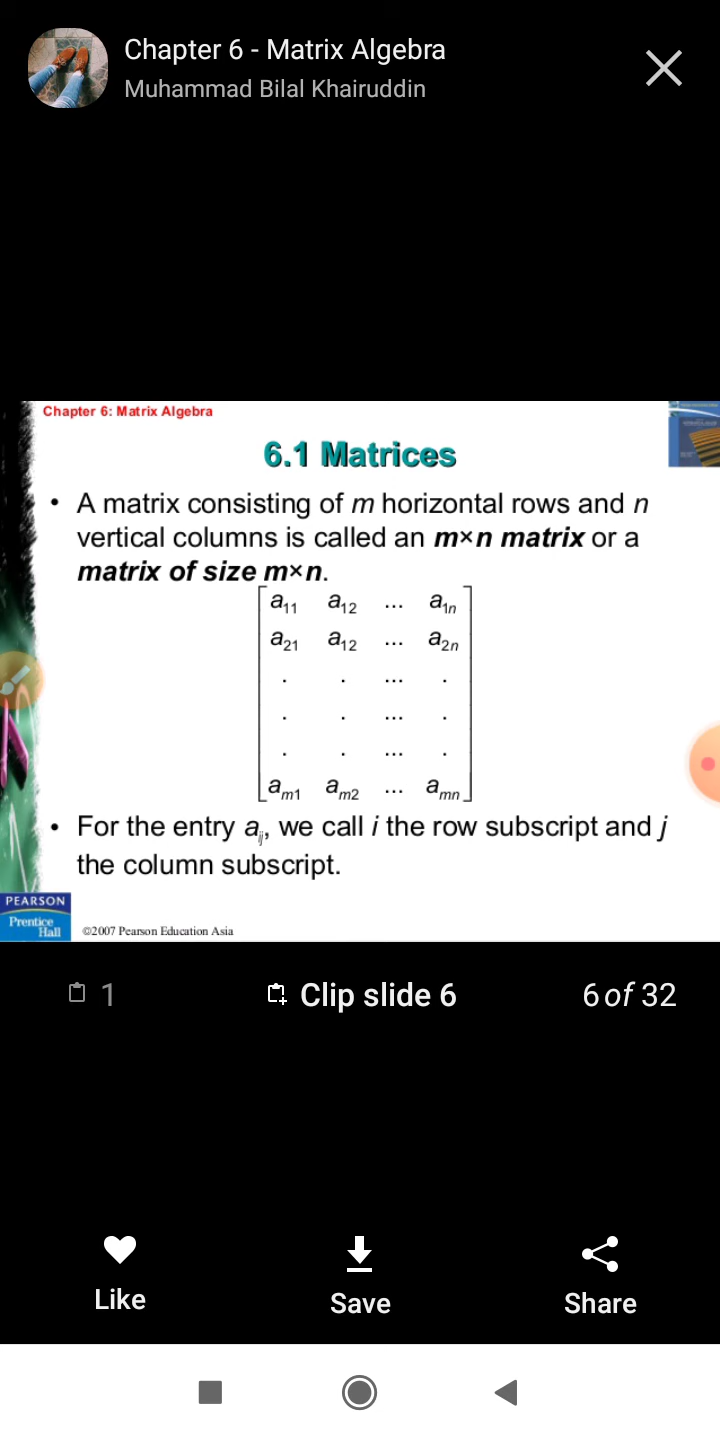 Chapter 6 - Matrix Algebra
Muhammad Bilal Khairuddin
Chapter 6: Matrix Algebra
6.1 Matrices
• A matrix consisting of m horizontal rows and n
vertical columns is called an m×n matrix or a
matrix of size m×n.
a11 a12 ... a1n
a21 a12 ... a2n
. . ... .
. . ... .
. . ... .
am1 am2 ... amn
• For the entry aij, we call i the row subscript and j
the column subscript.
PEARSON
Prentice
Hall
©2007 Pearson Education Asia
1
Clip slide 6
6 of 32
Like
Save
Share